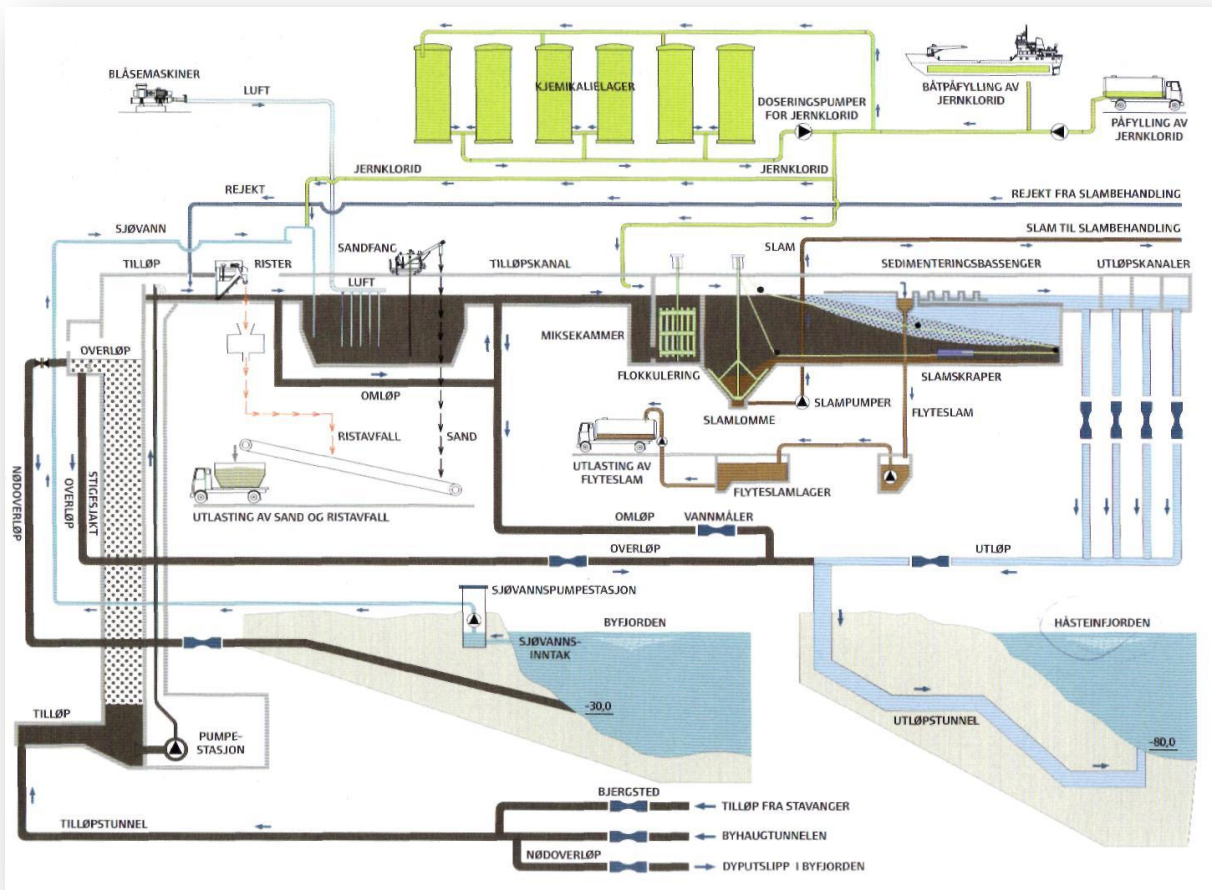 BLÅSEMASKINER
LUFT
KJEMIKALIELAGER
DOSERINGSPUMPER
FOR JERNKLORID
BÅTPÅFYLLING AV
JERNKLORID
PÅFYLLING AV
JERNKLORID
JERNKLORID
JERNKLORID
REJEKT
REJEKT FRA SLAMBEHANDLING
SJØVANN
SANDFANG
SLAM
SLAM TIL SLAMBEHANDLING
TILLØP
RISTER
LUFT
TILLØPSKANAL
SEDIMENTERINGSBASSENGER
UTLØPSKANALER
MIKSEKAMMER
OVERLØP
FLOKKULERING
SLAMSKRAPER
OMLØP
SLAMLOMME
SLAMPUMPER
FLYTESLAM
RISTAVFALL
SAND
UTLASTING AV
FLYTESLAM
FLYTESLAMLAGER
NØDOVERLØP
OVERLØP
STIGESJAKT
UTLASTING AV SAND OG RISTAVFALL
OMLØP
VANNMÅLER
OVERLØP
UTLØP
SJØVANNSPUMPESTASJON
BYFJORDEN
SJØVANNS-
INNTAK
HÅSTEINFJORDEN
-30,0
TILLØP
PUMPE-
STASJON
UTLØPSTUNNEL
-80,0
BJERGSTED
TILLØP FRA STAVANGER
TILLØPSTUNNEL
BYHAUGTUNNELEN
NØDOVERLØP
DYPUTSLIPP I BYFJORDEN